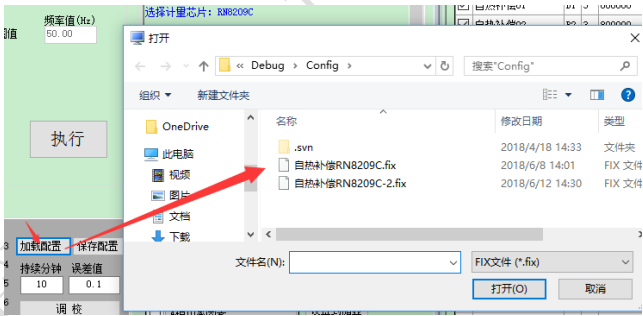 频率值(Hz)
值
50.00
执行
选择计量芯片: RN8209C
打开
« Debug › Config ›
搜索"Config"
组织
新建文件夹
OneDrive
此电脑
视频
图片
文档
下载
名称
修改日期
类型
.svn
2018/4/18 14:33
文件夹
自热补偿RN8209C.fix
2018/6/8 14:01
FIX 文件
自热补偿RN8209C-2.fix
2018/6/12 14:30
FIX 文件
文件名(N):
FIX文件 (*.fix)
打开(O)
取消
3
加载配置
保存配置
4
持续分钟
误差值
5
10
0.1
6
调 校